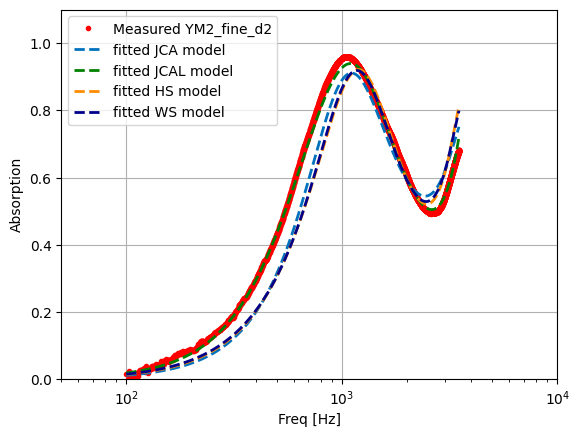 Measured YM2_fine_d2
fitted JCA model
fitted JCAL model
fitted HS model
fitted WS model
1.0
0.8
0.6
0.4
0.2
0.0
Absorption
10²
10³
10⁴
Freq [Hz]